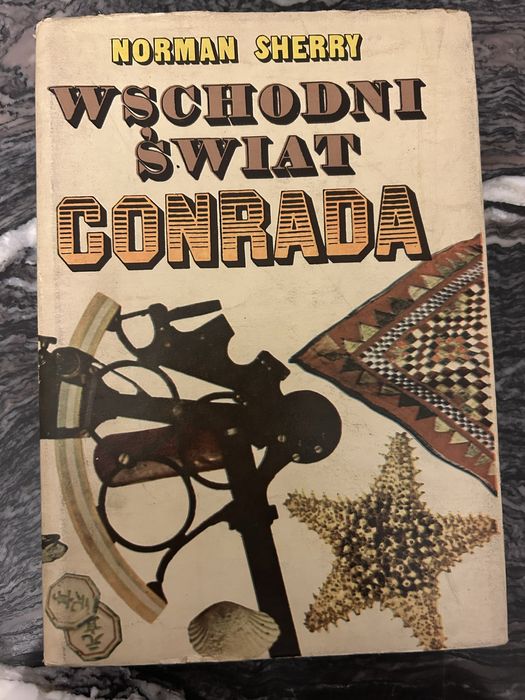 NORMAN SHERRY
WSCHODNI
ŚWIAT
CONRADA